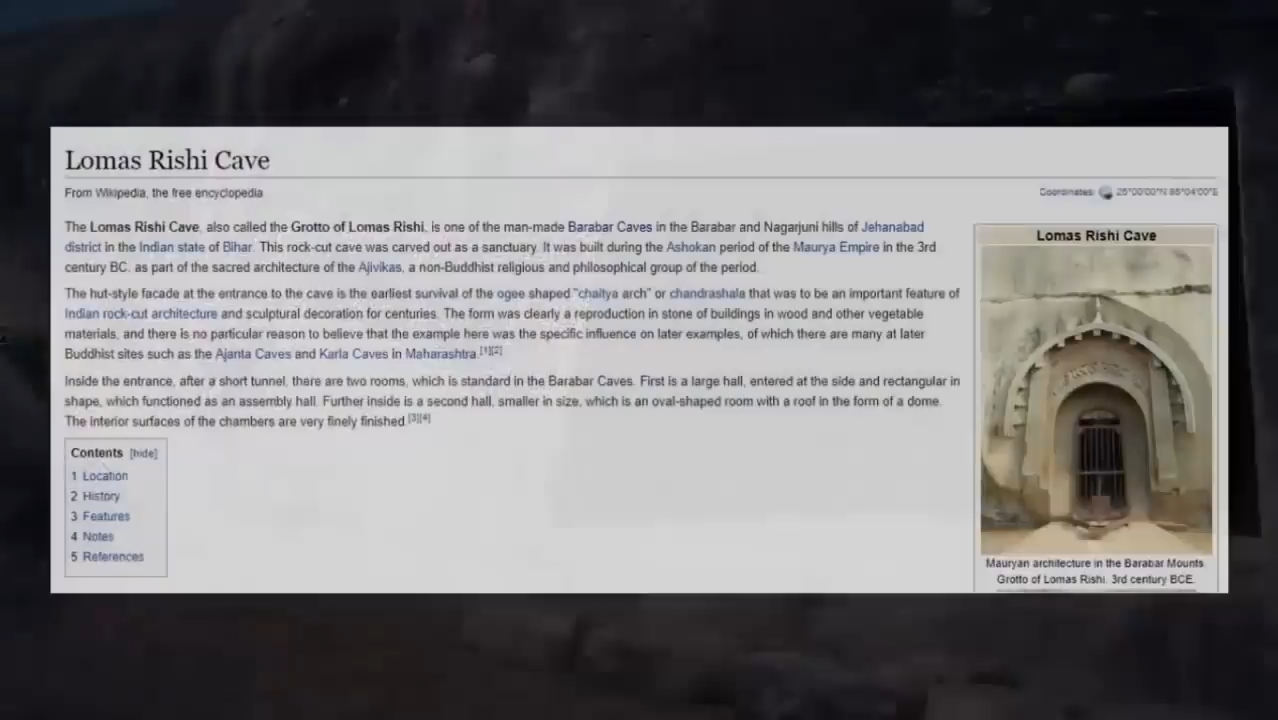 Lomas Rishi Cave
From Wikipedia, the free encyclopedia
Coordinates: 25°00'00"N 85°04'00"E
The Lomas Rishi Cave, also called the Grotto of Lomas Rishi, is one of the man-made Barabar Caves in the Barabar and Nagarjuni hills of Jehanabad
district in the Indian state of Bihar. This rock-cut cave was carved out as a sanctuary. It was built during the Ashokan period of the Maurya Empire in the 3rd
century BC, as part of the sacred architecture of the Ajivikas, a non-Buddhist religious and philosophical group of the period.
The hut-style facade at the entrance to the cave is the earliest survival of the ogee shaped "chaitya arch" or chandrashala that was to be an important feature of
Indian rock-cut architecture and sculptural decoration for centuries. The form was clearly a reproduction in stone of buildings in wood and other vegetable
materials, and there is no particular reason to believe that the example here was the specific influence on later examples, of which there are many at later
Buddhist sites such as the Ajanta Caves and Karla Caves in Maharashtra.[1][2]
Inside the entrance, after a short tunnel, there are two rooms, which is standard in the Barabar Caves. First is a large hall, entered at the side and rectangular in
shape, which functioned as an assembly hall. Further inside is a second hall, smaller in size, which is an oval-shaped room with a roof in the form of a dome.
The interior surfaces of the chambers are very finely finished.[3][4]
Contents [hide]
1 Location
2 History
3 Features
4 Notes
5 References
Lomas Rishi Cave
Mauryan architecture in the Barabar Mounts.
Grotto of Lomas Rishi. 3rd century BCE.